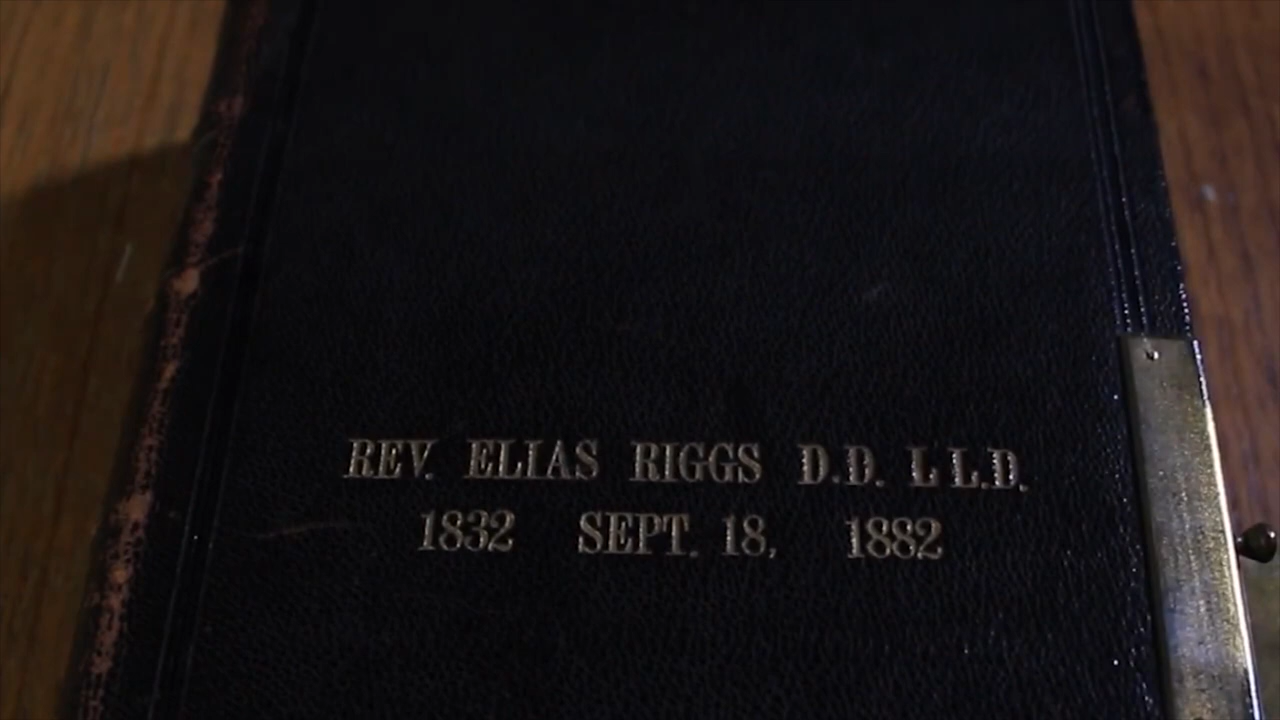 REV. ELIAS RIGGS D.D. LL.D.
1832 SEPT. 18, 1882